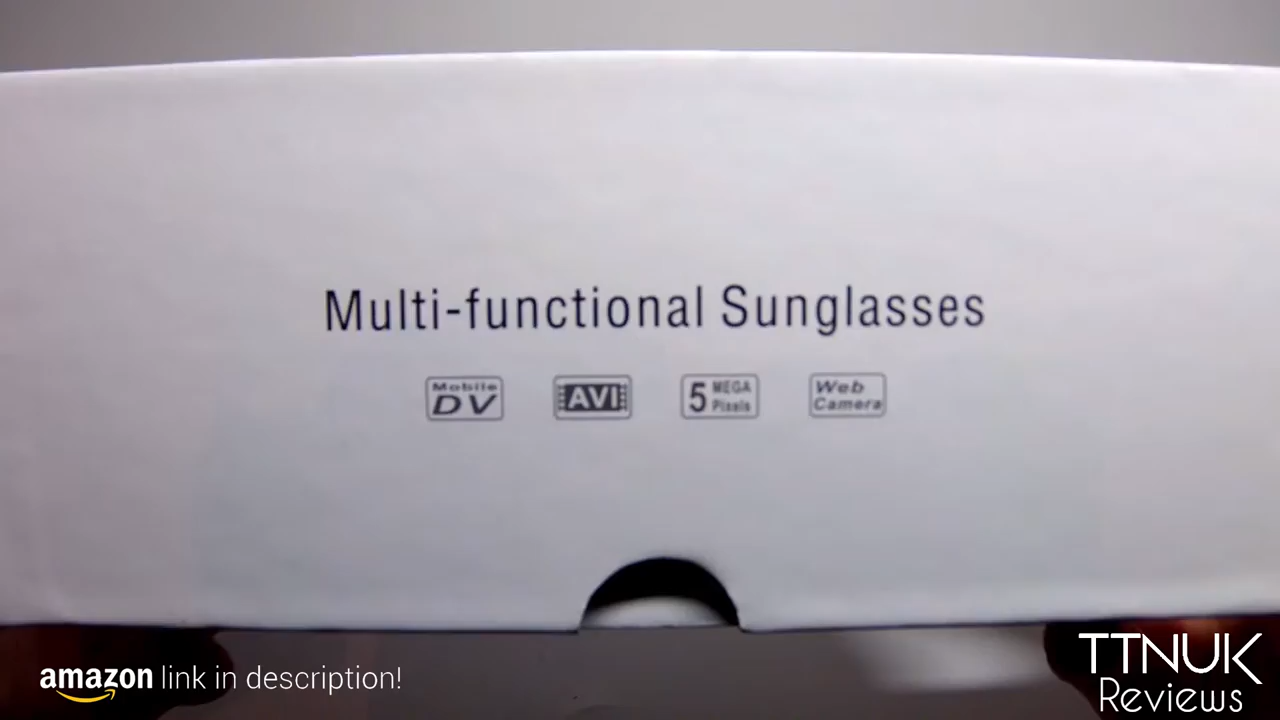 Multi-functional Sunglasses
Mobile DV
AVI
5 MEGA Pixels
Web Camera
amazon link in description!
TTNUK
Reviews